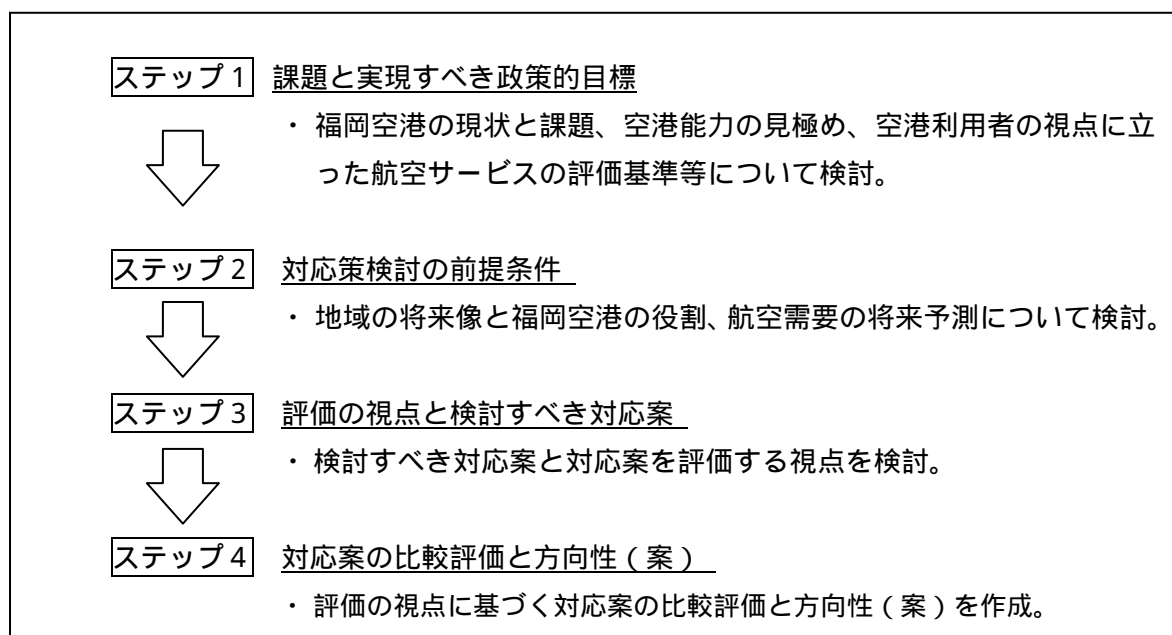 ステップ1 課題と実現すべき政策的目標
・ 福岡空港の現状と課題、空港能力の見極め、空港利用者の視点に立
った航空サービスの評価基準等について検討。
ステップ2 対応策検討の前提条件
・ 地域の将来像と福岡空港の役割、航空需要の将来予測について検討。
ステップ3 評価の視点と検討すべき対応案
・ 検討すべき対応案と対応案を評価する視点を検討。
ステップ4 対応案の比較評価と方向性(案)
・ 評価の視点に基づく対応案の比較評価と方向性(案)を作成。